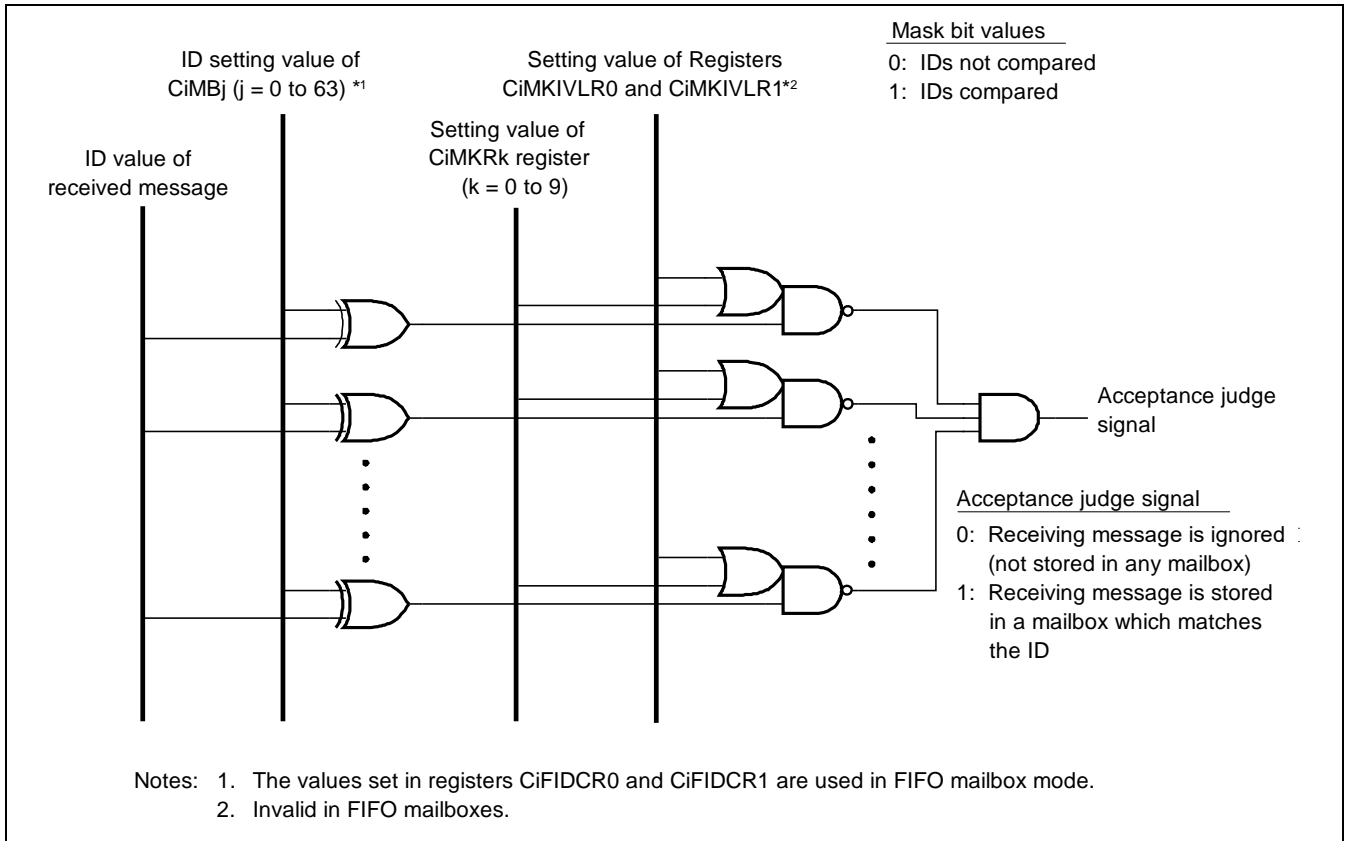 ID setting value of
CiMBj (j = 0 to 63) *1
Setting value of Registers
CiMKIVLR0 and CiMKIVLR1*2
Mask bit values
0: IDs not compared
1: IDs compared
ID value of
received message
Setting value of
CiMKRk register
(k = 0 to 9)
Acceptance judge
signal
Acceptance judge signal
0: Receiving message is ignored
(not stored in any mailbox)
1: Receiving message is stored
in a mailbox which matches
the ID
Notes: 1. The values set in registers CiFIDCR0 and CiFIDCR1 are used in FIFO mailbox mode.
2. Invalid in FIFO mailboxes.